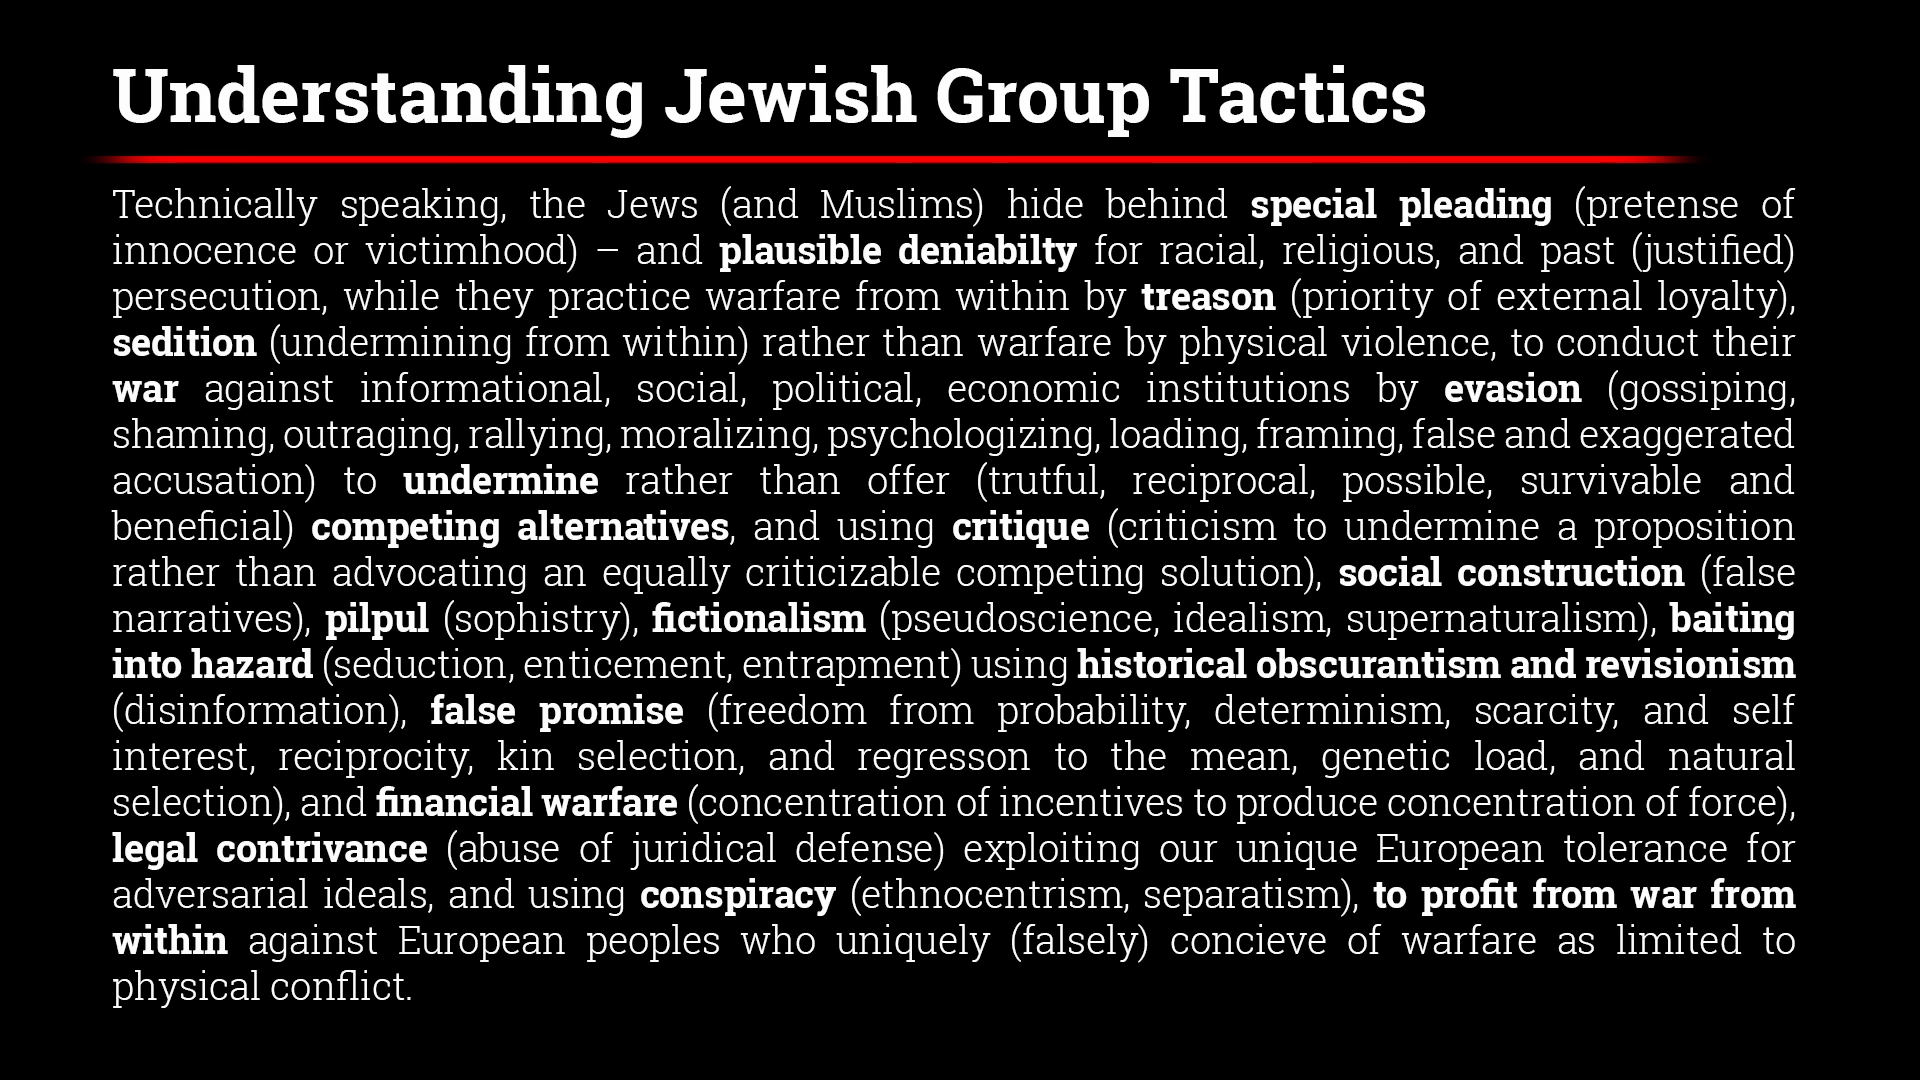 Understanding Jewish Group Tactics
Technically speaking, the Jews (and Muslims) hide behind special pleading (pretense of
innocence or victimhood) – and plausible deniabilty for racial, religious, and past (justified)
persecution, while they practice warfare from within by treason (priority of external loyalty),
sedition (undermining from within) rather than warfare by physical violence, to conduct their
war against informational, social, political, economic institutions by evasion (gossiping,
shaming, outraging, rallying, moralizing, psychologizing, loading, framing, false and exaggerated
accusation) to undermine rather than offer (trutful, reciprocal, possible, survivable and
beneficial) competing alternatives, and using critique (criticism to undermine a proposition
rather than advocating an equally criticizable competing solution), social construction (false
narratives), pilpul (sophistry), fictionalism (pseudoscience, idealism, supernaturalism), baiting
into hazard (seduction, enticement, entrapment) using historical obscurantism and revisionism
(disinformation), false promise (freedom from probability, determinism, scarcity, and self
interest, reciprocity, kin selection, and regresson to the mean, genetic load, and natural
selection), and financial warfare (concentration of incentives to produce concentration of force),
legal contrivance (abuse of juridical defense) exploiting our unique European tolerance for
adversarial ideals, and using conspiracy (ethnocentrism, separatism), to profit from war from
within against European peoples who uniquely (falsely) concieve of warfare as limited to
physical conflict.